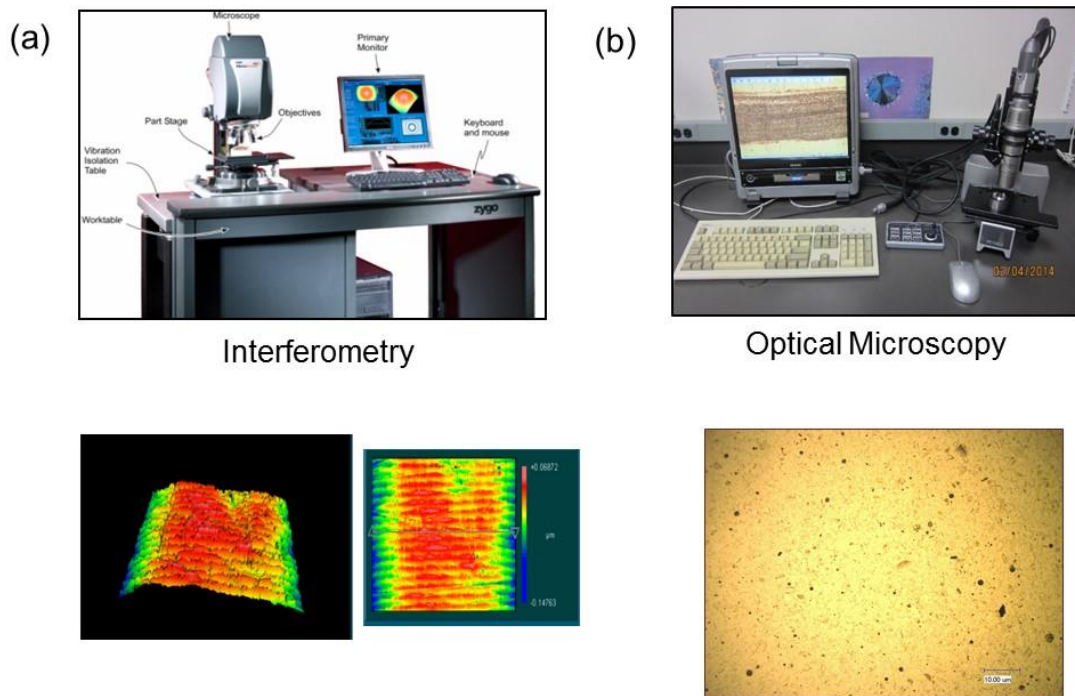 (a)
Microscope
Primary
Monitor
Part Stage
Objectives
Keyboard
and mouse
Vibration
Isolation
Table
Worktable
zygo
Interferometry
(b)
02/04/2014
Optical Microscopy
+0.06872
µm
-0.14763
10.00 um